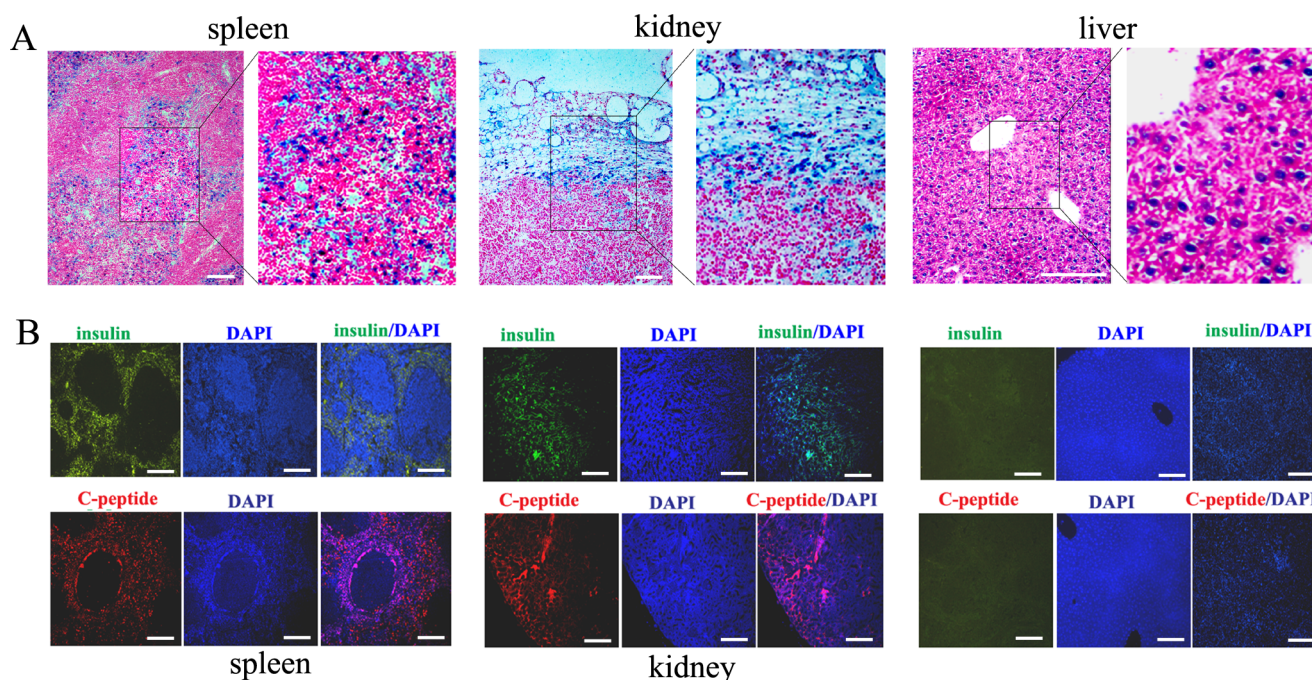 A
spleen
kidney
liver
B
insulin
DAPI
insulin/DAPI
insulin
DAPI
insulin/DAPI
insulin
DAPI
insulin/DAPI
C-peptide
DAPI
C-peptide
DAPI
C-peptide/DAPI
C-peptide
DAPI
C-peptide/DAPI
spleen
kidney